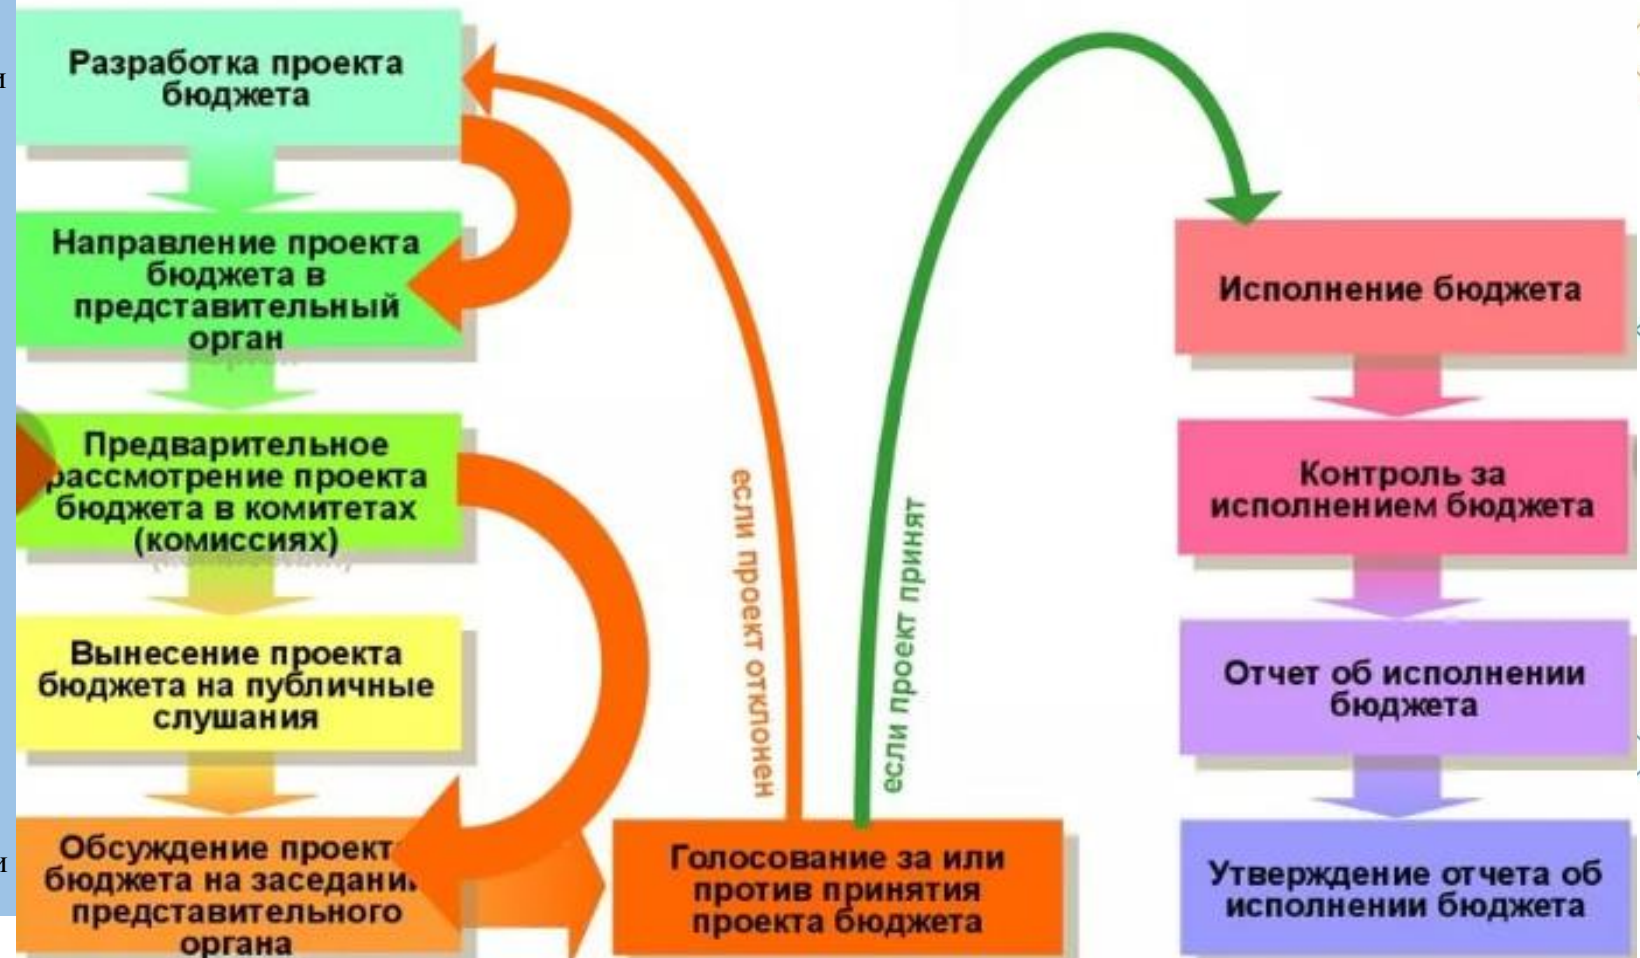 Разработка проекта
бюджета
Направление проекта
бюджета в
представительный
орган
Предварительное
рассмотрение проекта
бюджета в комитетах
(комиссиях)
Вынесение проекта
бюджета на публичные
слушания
Обсуждение проекта
бюджета на заседании
представительного
органа
если проект отклонен
если проект принят
Голосование за или
против принятия
проекта бюджета
Исполнение бюджета
Контроль за
исполнением бюджета
Отчет об исполнении
бюджета
Утверждение отчета об
исполнении бюджета